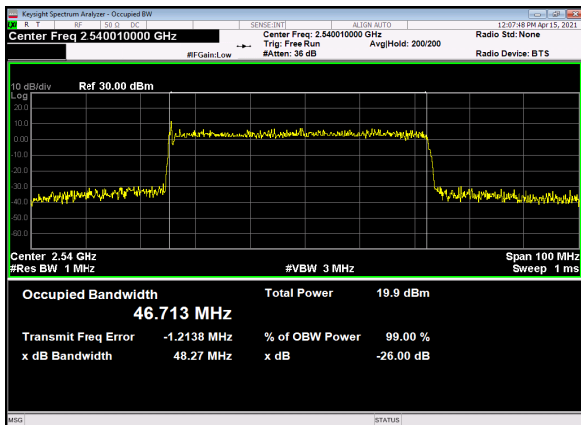 Keysight Spectrum Analyzer - Occupied BW
R T RF 50 Ω DC SENSE:INT ALIGN AUTO 12:07:48 PM Apr 15, 2021
Center Freq 2.540010000 GHz Center Freq: 2.540010000 GHz Radio Std: None
Trig: Free Run Avg|Hold: 200/200
#IFGain:Low #Atten: 36 dB Radio Device: BTS
10 dB/div Ref 30.00 dBm
Log
20.0
10.0
0.00
-10.0
-20.0
-30.0
-40.0
-50.0
-60.0
Center 2.54 GHz Span 100 MHz
#Res BW 1 MHz #VBW 3 MHz Sweep 1 ms
Occupied Bandwidth Total Power 19.9 dBm
46.713 MHz
Transmit Freq Error -1.2138 MHz % of OBW Power 99.00 %
x dB Bandwidth 48.27 MHz x dB -26.00 dB
MSG STATUS